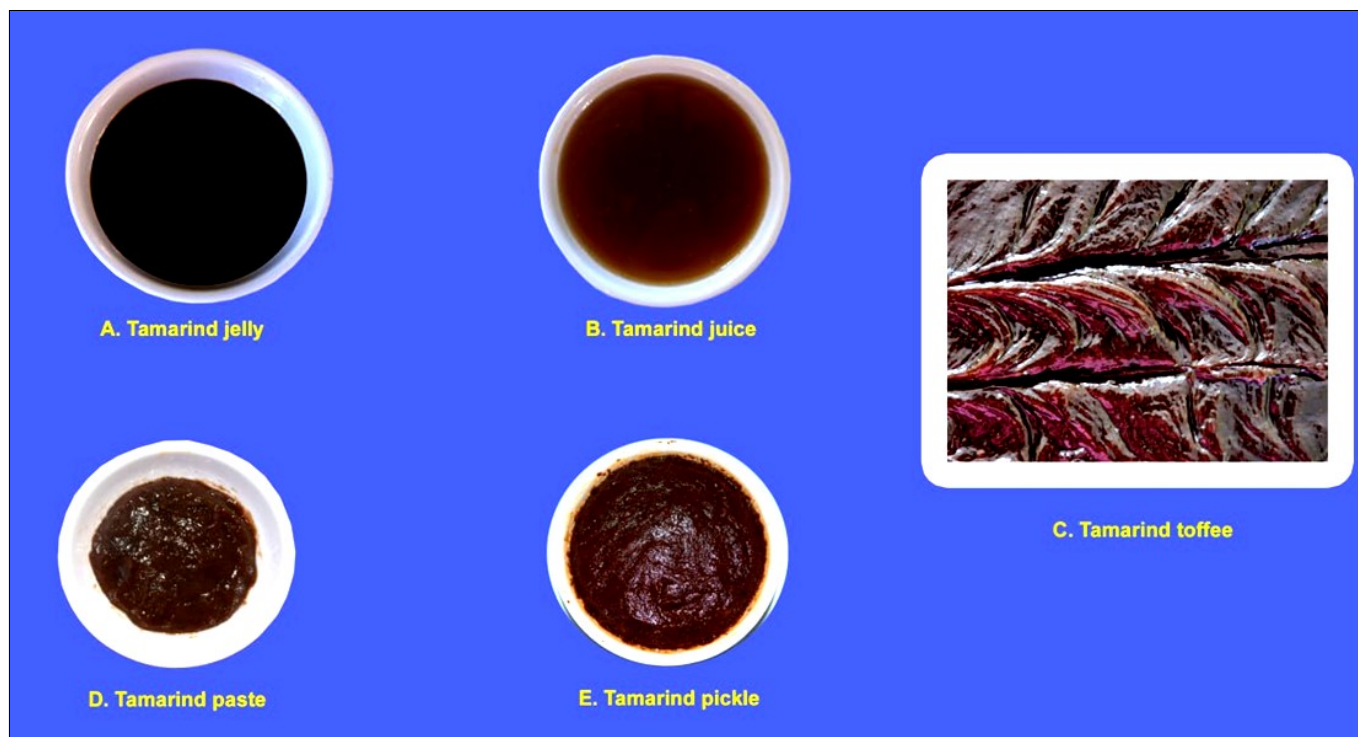 A. Tamarind jelly
B. Tamarind juice
C. Tamarind toffee
D. Tamarind paste
E. Tamarind pickle